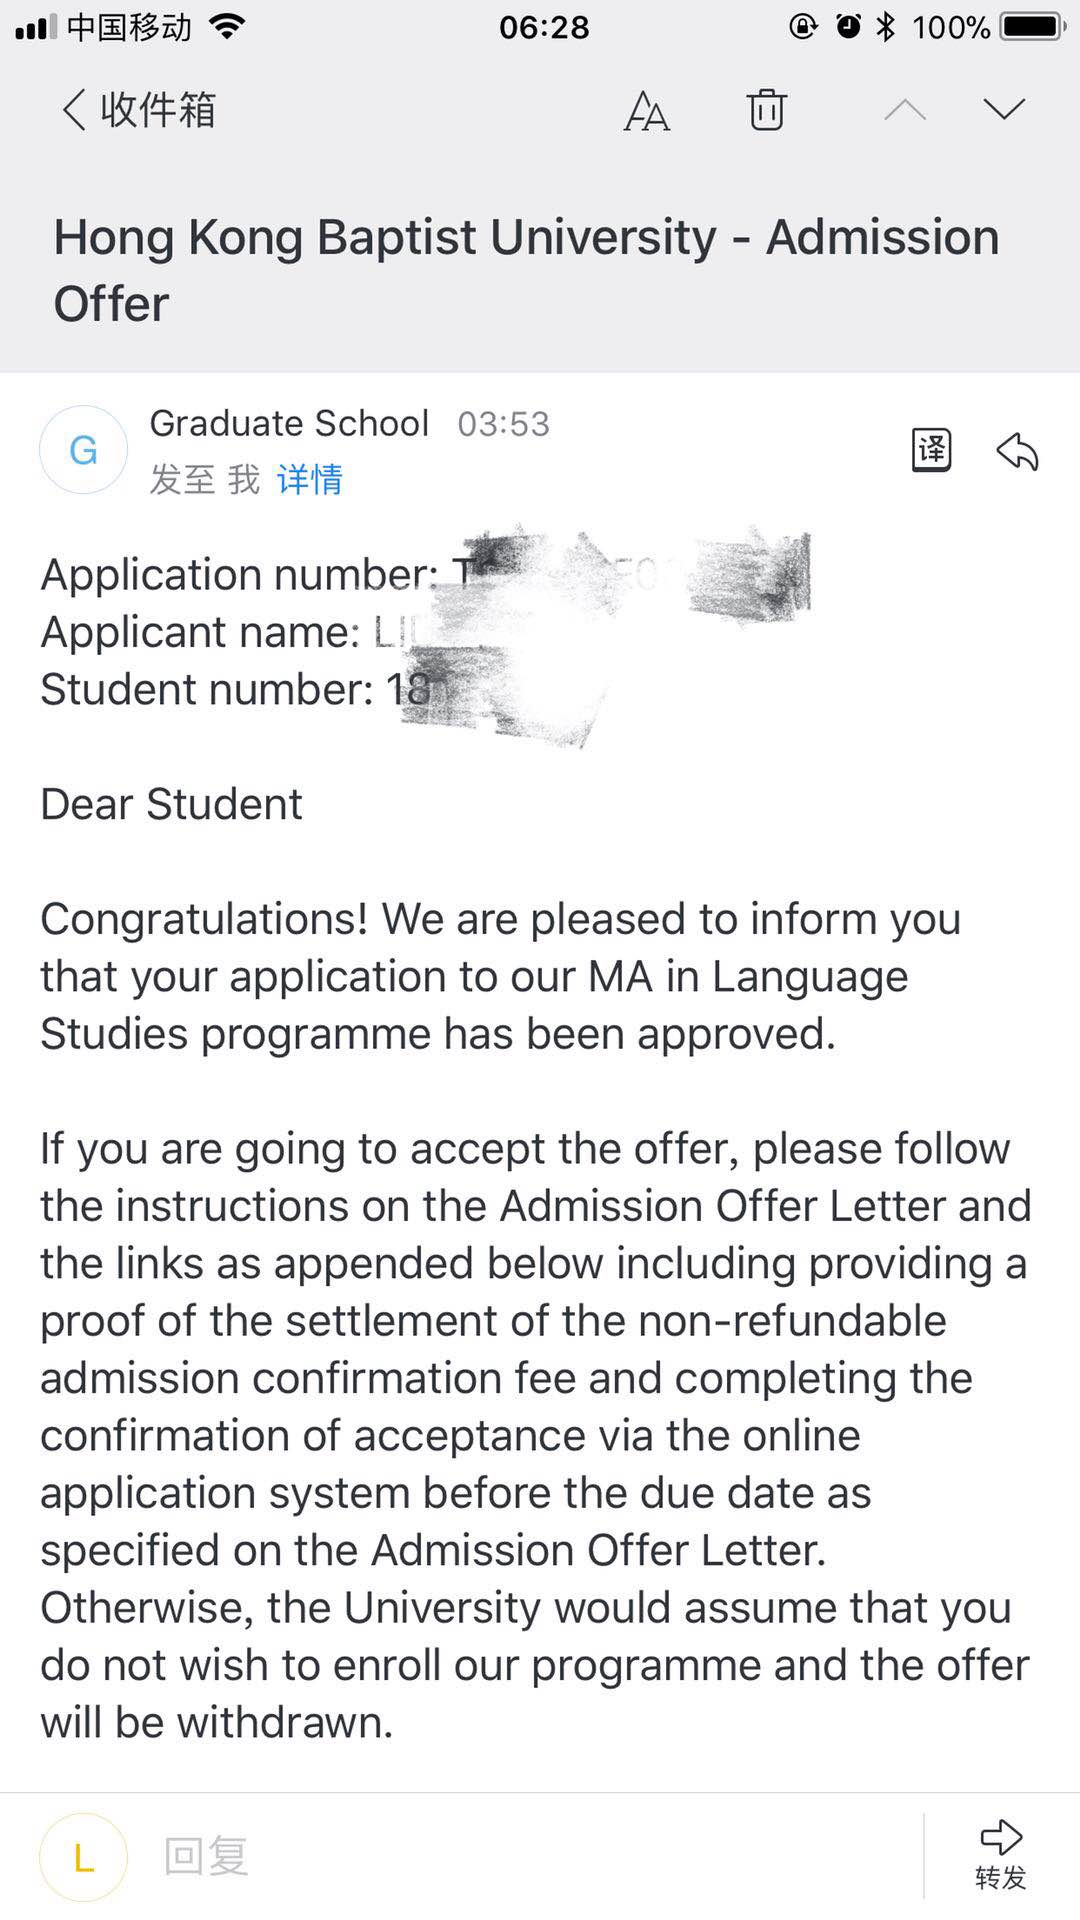 中国移动
06:28
100%
收件箱
AA
Hong Kong Baptist University - Admission
Offer
G
Graduate School 03:53
发至 我 详情
译
Application number:
Applicant name:
Student number: 18
Dear Student
Congratulations! We are pleased to inform you
that your application to our MA in Language
Studies programme has been approved.
If you are going to accept the offer, please follow
the instructions on the Admission Offer Letter and
the links as appended below including providing a
proof of the settlement of the non-refundable
admission confirmation fee and completing the
confirmation of acceptance via the online
application system before the due date as
specified on the Admission Offer Letter.
Otherwise, the University would assume that you
do not wish to enroll our programme and the offer
will be withdrawn.
L
回复
转发